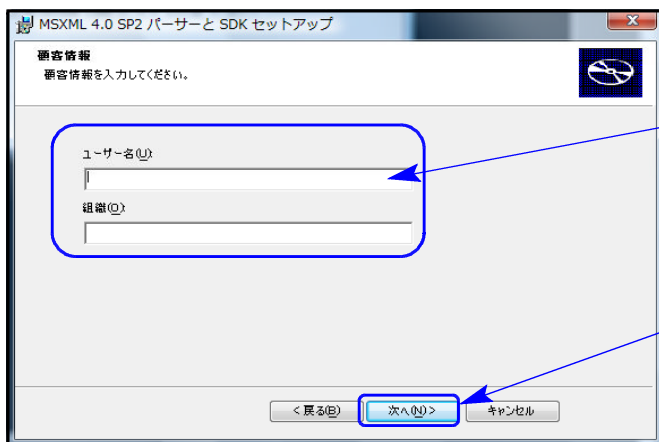 MSXML 4.0 SP2 パーサーと SDK セットアップ
顧客情報
顧客情報を入力してください。
ユーザー名(U):
組織(O):
< 戻る(B)
次へ(N) >
キャンセル